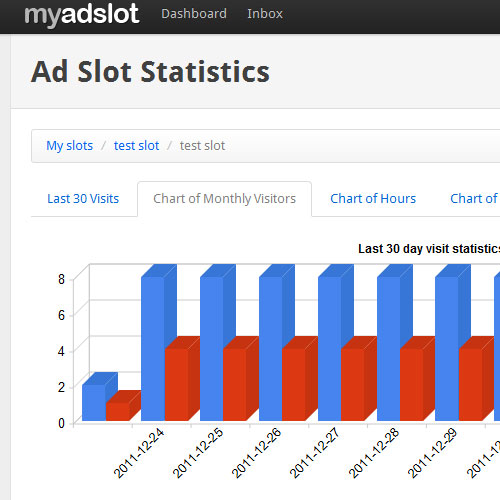 myadslot Dashboard Inbox
Ad Slot Statistics
My slots / test slot / test slot
Last 30 Visits Chart of Monthly Visitors Chart of Hours Chart of
Last 30 day visit statistics
8
6
4
2
0
2011-12-24 2011-12-25 2011-12-26 2011-12-27 2011-12-28 2011-12-29 2011-12-